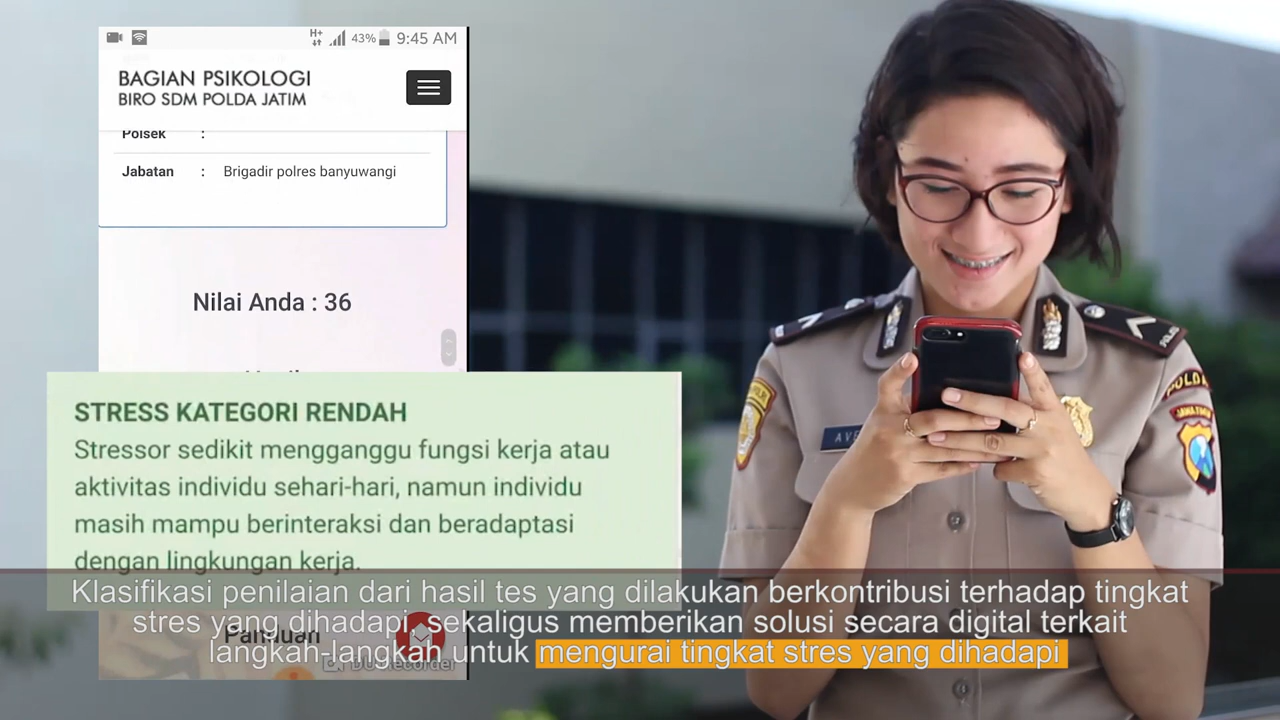 H+
43%
9:45 AM
BAGIAN PSIKOLOGI
BIRO SDM POLDA JATIM
Polsek :
Jabatan : Brigadir polres banyuwangi
Nilai Anda : 36
STRESS KATEGORI RENDAH
Stressor sedikit mengganggu fungsi kerja atau
aktivitas individu sehari-hari, namun individu
masih mampu berinteraksi dan beradaptasi
dengan lingkungan kerja.
Klasifikasi penilaian dari hasil tes yang dilakukan berkontribusi terhadap tingkat
stres yang dihadapi, sekaligus memberikan solusi secara digital terkait
langkah-langkah untuk mengurai tingkat stres yang dihadapi
Panduan
DU Recorder
AVE
POLDA
JAWA TIMUR